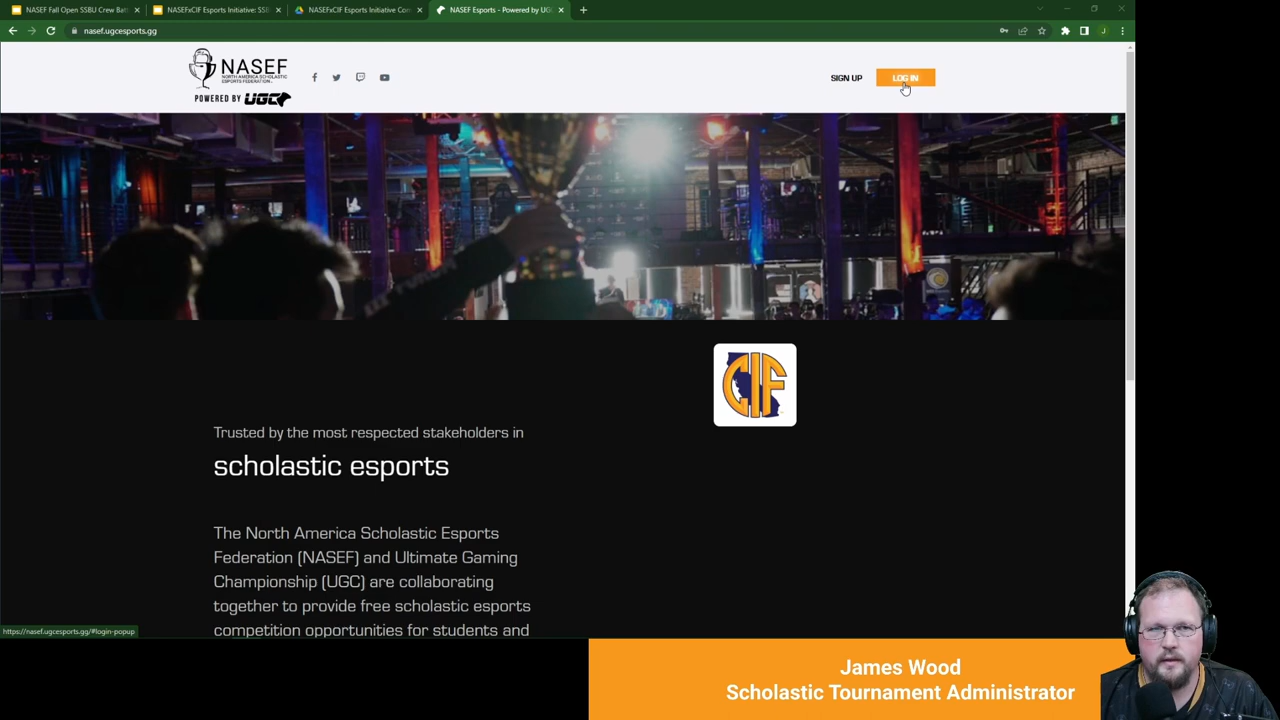 NASEF Fall Open SSBU Crew Batt
NASEFxCIF Esports Initiative: SSB
NASEFxCIF Esports Initiative Com
NASEF Esports - Powered by UGC
nasef.ugcesports.gg
J
NASEF
NORTH AMERICA SCHOLASTIC
ESPORTS FEDERATION
POWERED BY UGC
SIGN UP
LOG IN
CIF
Trusted by the most respected stakeholders in
scholastic esports
The North America Scholastic Esports
Federation (NASEF) and Ultimate Gaming
Championship (UGC) are collaborating
together to provide free scholastic esports
competition opportunities for students and
https://nasef.ugcesports.gg/#login-popup
James Wood
Scholastic Tournament Administrator